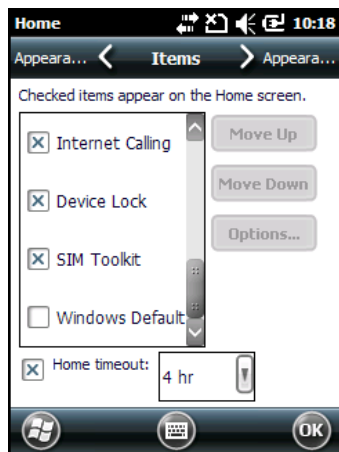 Home 10:18
Appeara... Items Appeara...
Checked items appear on the Home screen.
Internet Calling
Move Up
Device Lock
Move Down
SIM Toolkit
Options...
Windows Default
Home timeout: 4 hr
OK